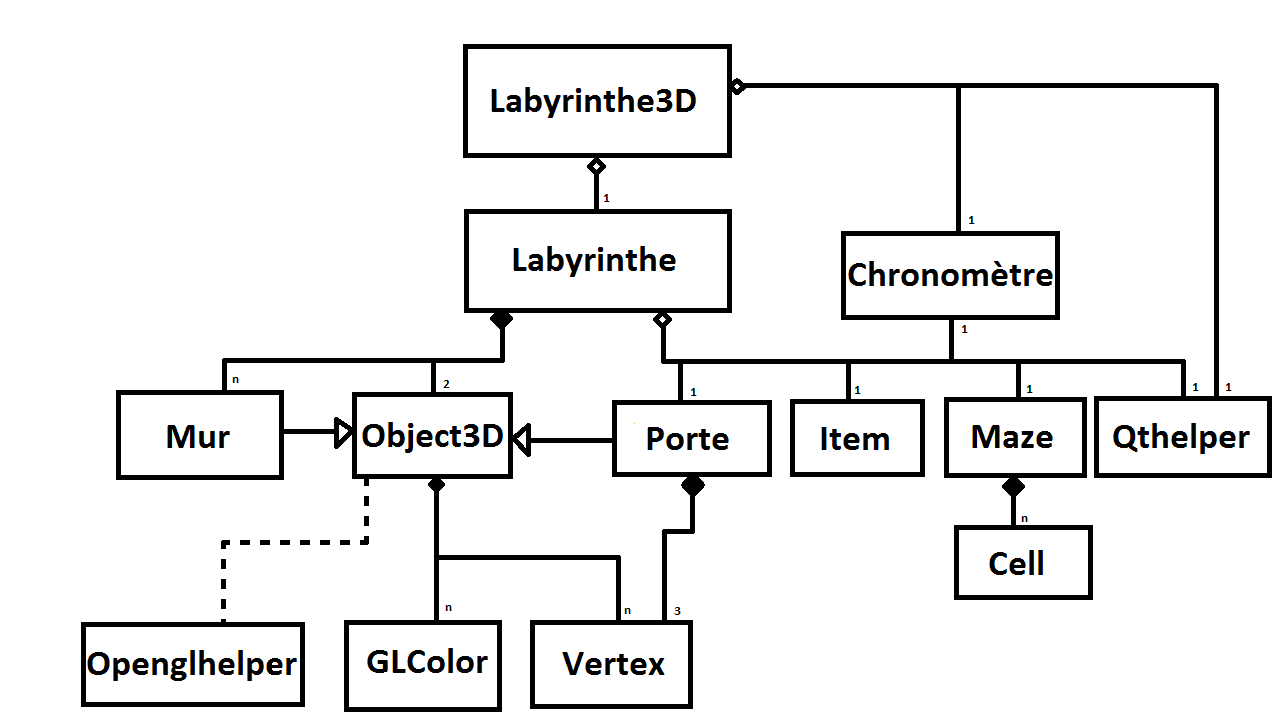 Labyrinthe3D
1
Labyrinthe
1
Chronomètre
1
n
2
1
1
1
1
1
Mur
Object3D
Porte
Item
Maze
Qthelper
n
Cell
n
n
3
Openglhelper
GLColor
Vertex